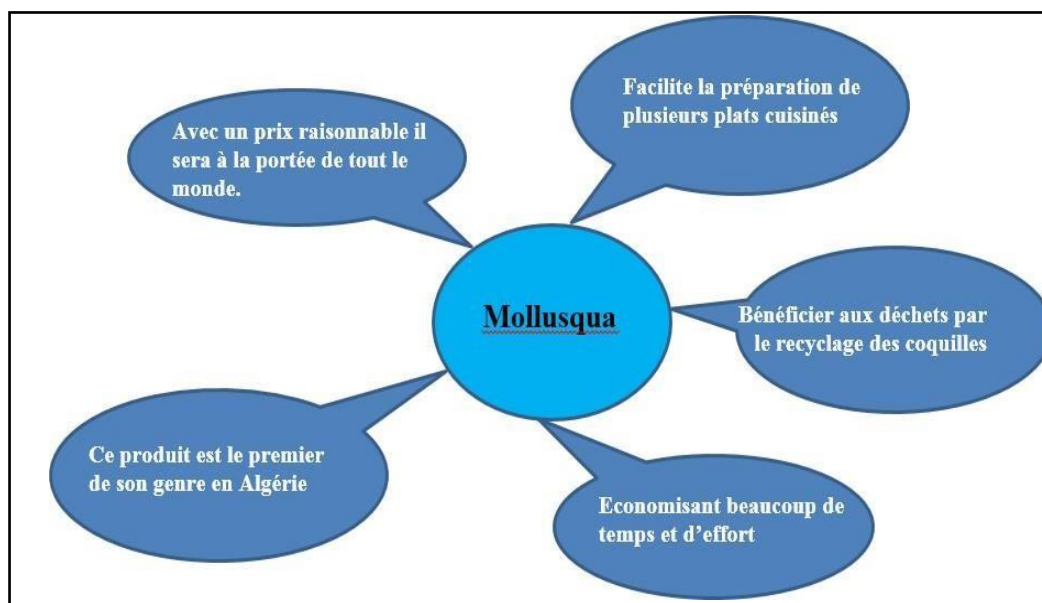 Facilite la préparation de
plusieurs plats cuisinés
Avec un prix raisonnable il
sera à la portée de tout le
monde.
Mollusqua
Bénéficier aux déchets par
le recyclage des coquilles
Ce produit est le premier
de son genre en Algérie
Economisant beaucoup de
temps et d'effort